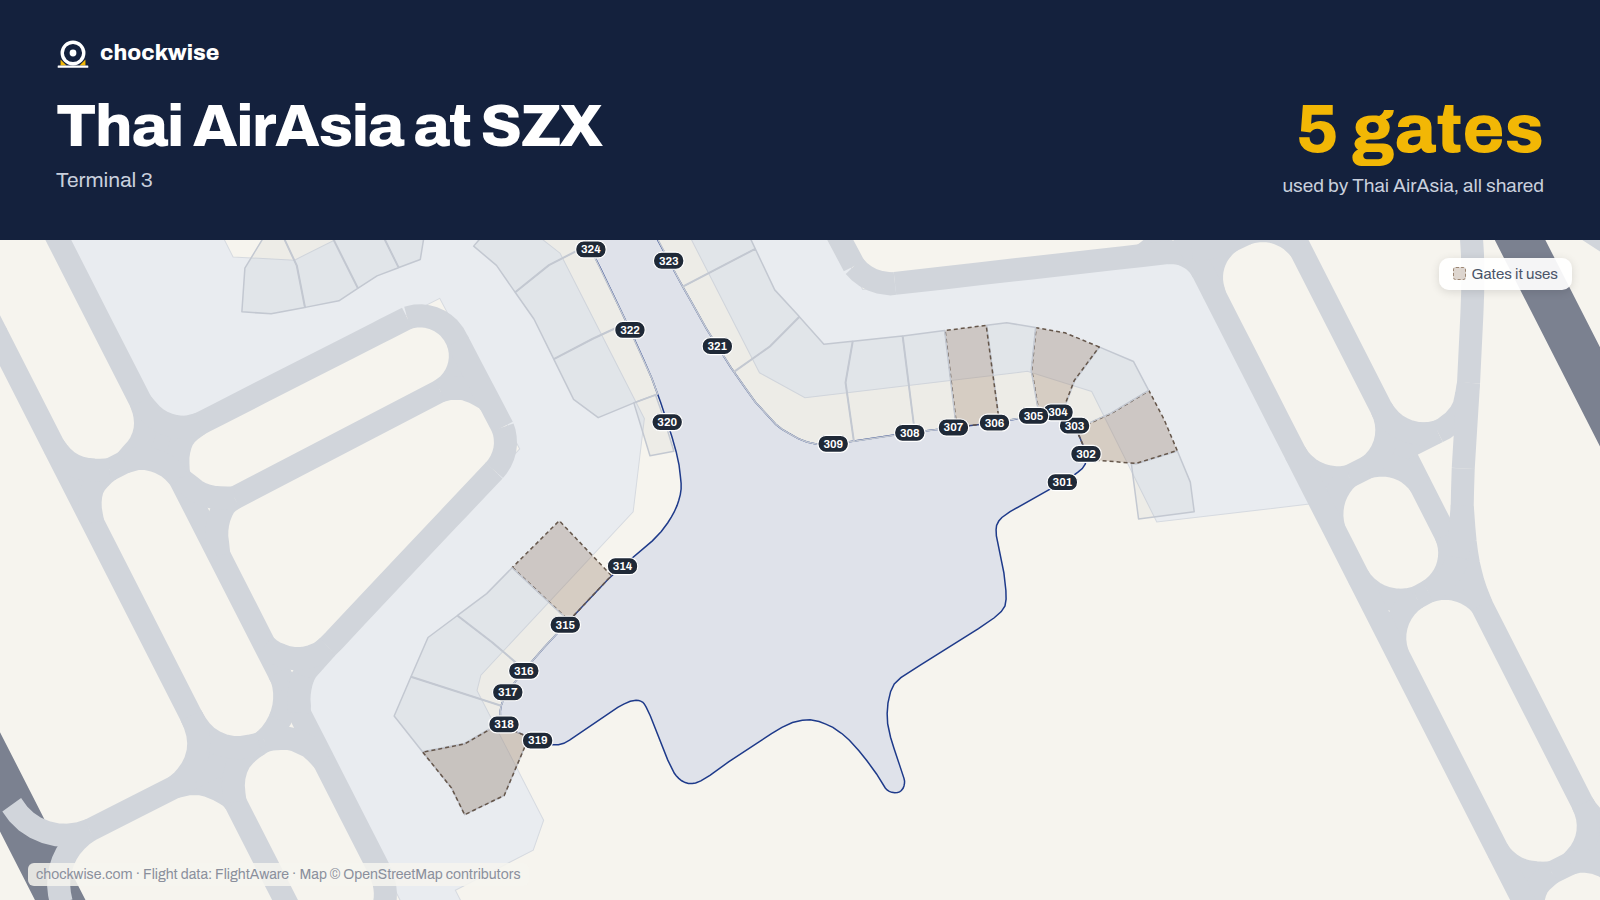 chockwise
Thai AirAsia at SZX
Terminal 3
5 gates
used by Thai AirAsia, all shared
Gates it uses
324
323
322
321
320
309
308
307
306
305
304
303
302
301
314
315
316
317
318
319
chockwise.com · Flight data: FlightAware · Map © OpenStreetMap contributors